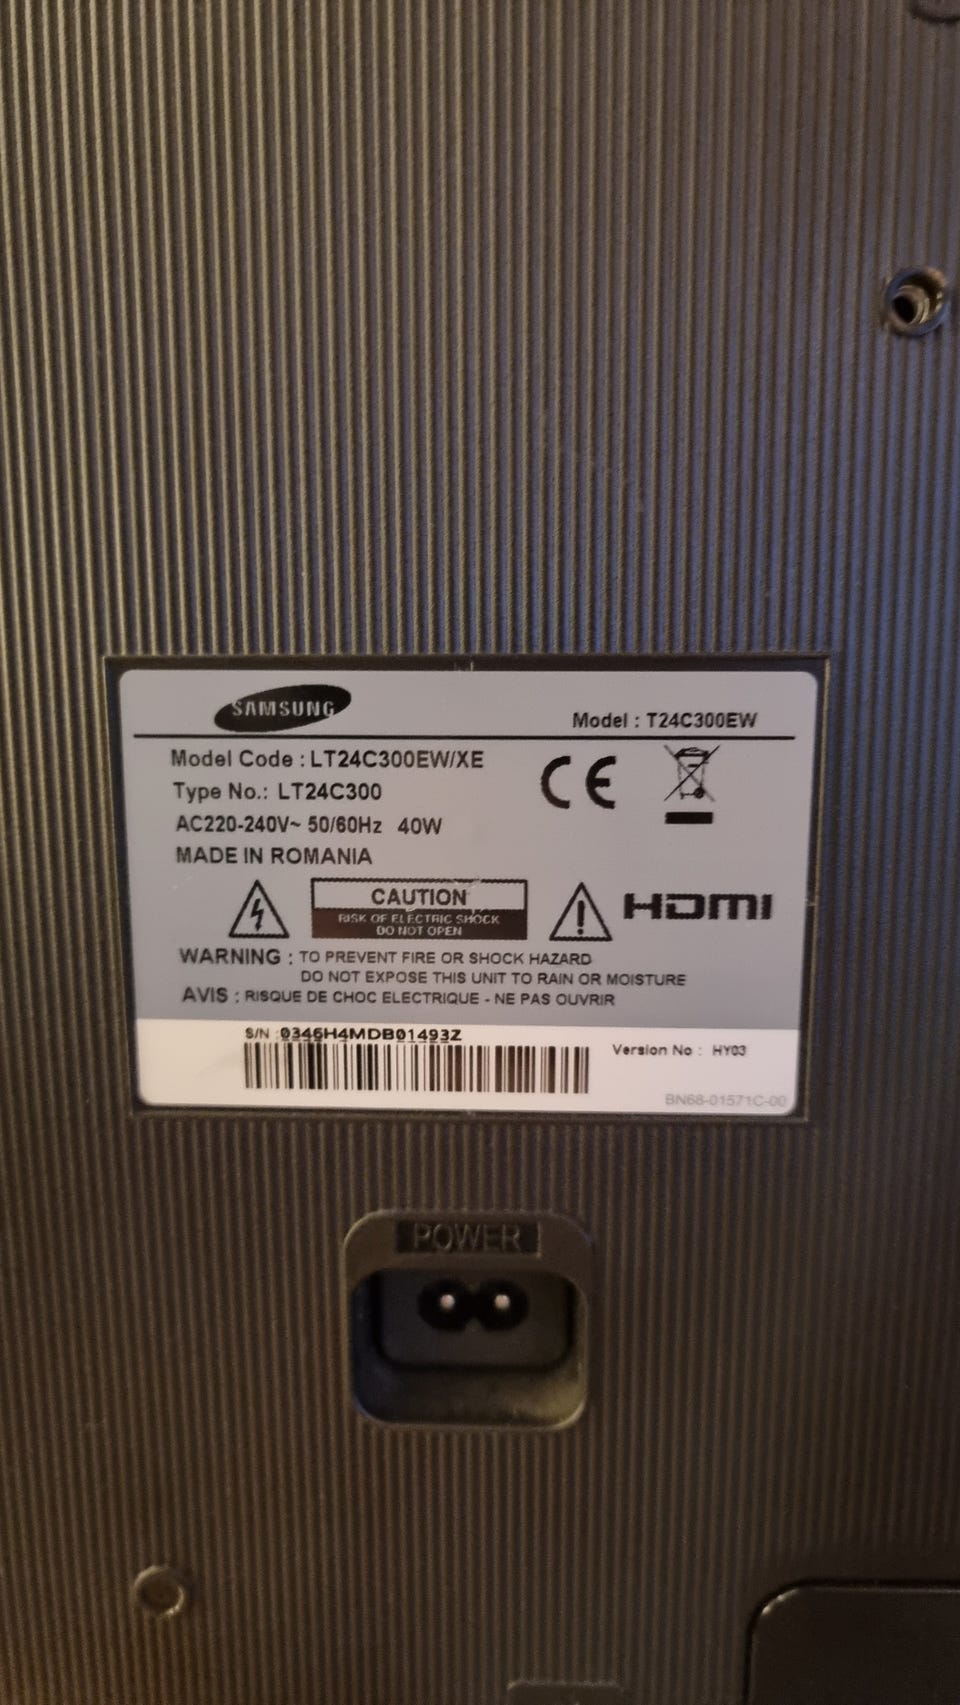 SAMSUNG
Model : T24C300EW
Model Code : LT24C300EW/XE
Type No.: LT24C300
AC220-240V~ 50/60Hz 40W
MADE IN ROMANIA
CE
CAUTION
RISK OF ELECTRIC SHOCK
DO NOT OPEN
HDMI
WARNING : TO PREVENT FIRE OR SHOCK HAZARD
DO NOT EXPOSE THIS UNIT TO RAIN OR MOISTURE
AVIS : RISQUE DE CHOC ELECTRIQUE - NE PAS OUVRIR
S/N :0346H4MDB01493Z
Version No : HY03
BN68-01571C-00
POWER